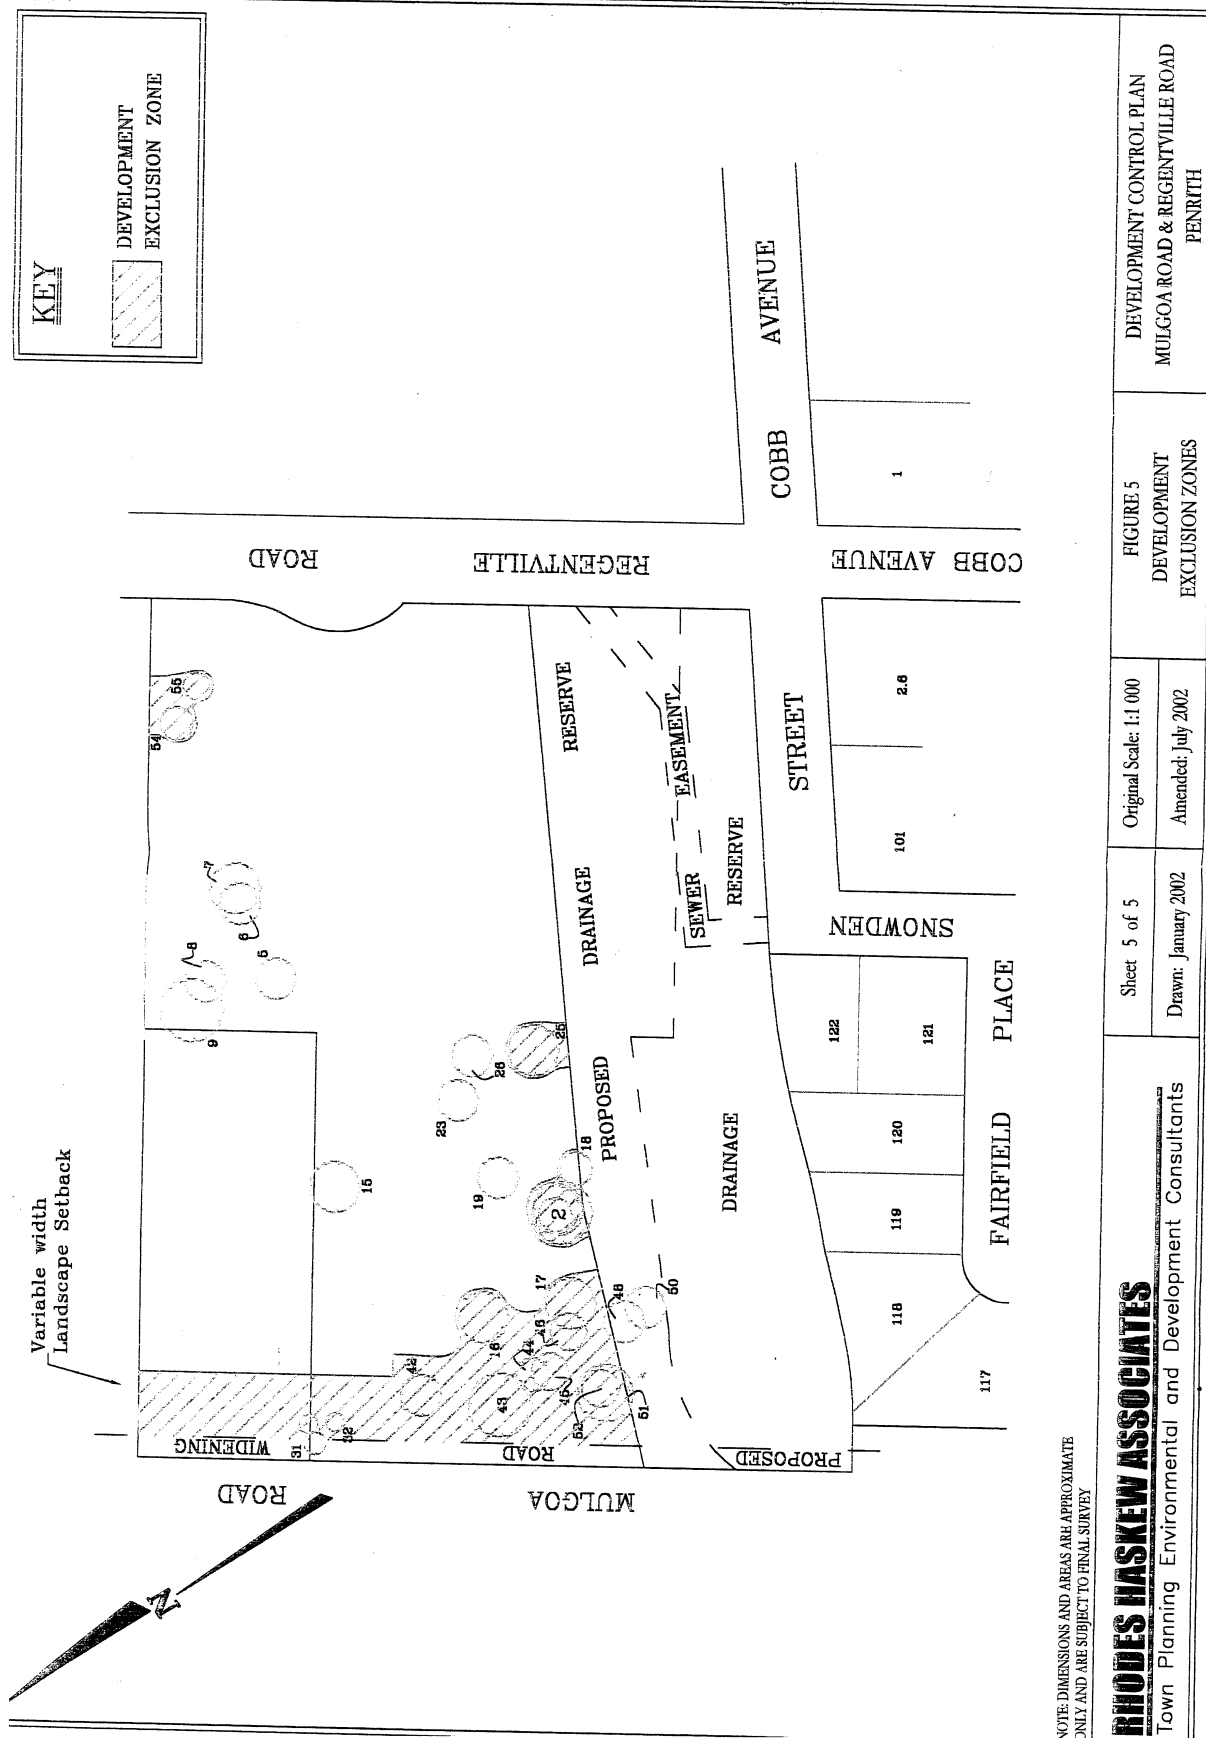 KEY
DEVELOPMENT
EXCLUSION ZONE
Variable width
Landscape Setback
ROAD
REGENTVILLE
COBB AVENUE
COBB AVENUE
STREET
SNOWDEN
FAIRFIELD PLACE
MULGOA
ROAD
PROPOSED
ROAD
WIDENING
PROPOSED
DRAINAGE
RESERVE
DRAINAGE
RESERVE
SEWER
EASEMENT
54
55
7
6
5
8
9
15
23
26
25
19
18
2
17
16
46
44
45
42
43
48
50
51
52
31
32
1
2.6
101
122
121
120
119
118
117
N
NOTE: DIMENSIONS AND AREAS ARE APPROXIMATE
ONLY AND ARE SUBJECT TO FINAL SURVEY
RHODES HASKEW ASSOCIATES
Town Planning Environmental and Development Consultants
Sheet 5 of 5
Drawn: January 2002
Original Scale: 1:1000
Amended: July 2002
FIGURE 5
DEVELOPMENT
EXCLUSION ZONES
DEVELOPMENT CONTROL PLAN
MULGOA ROAD & REGENTVILLE ROAD
PENRITH